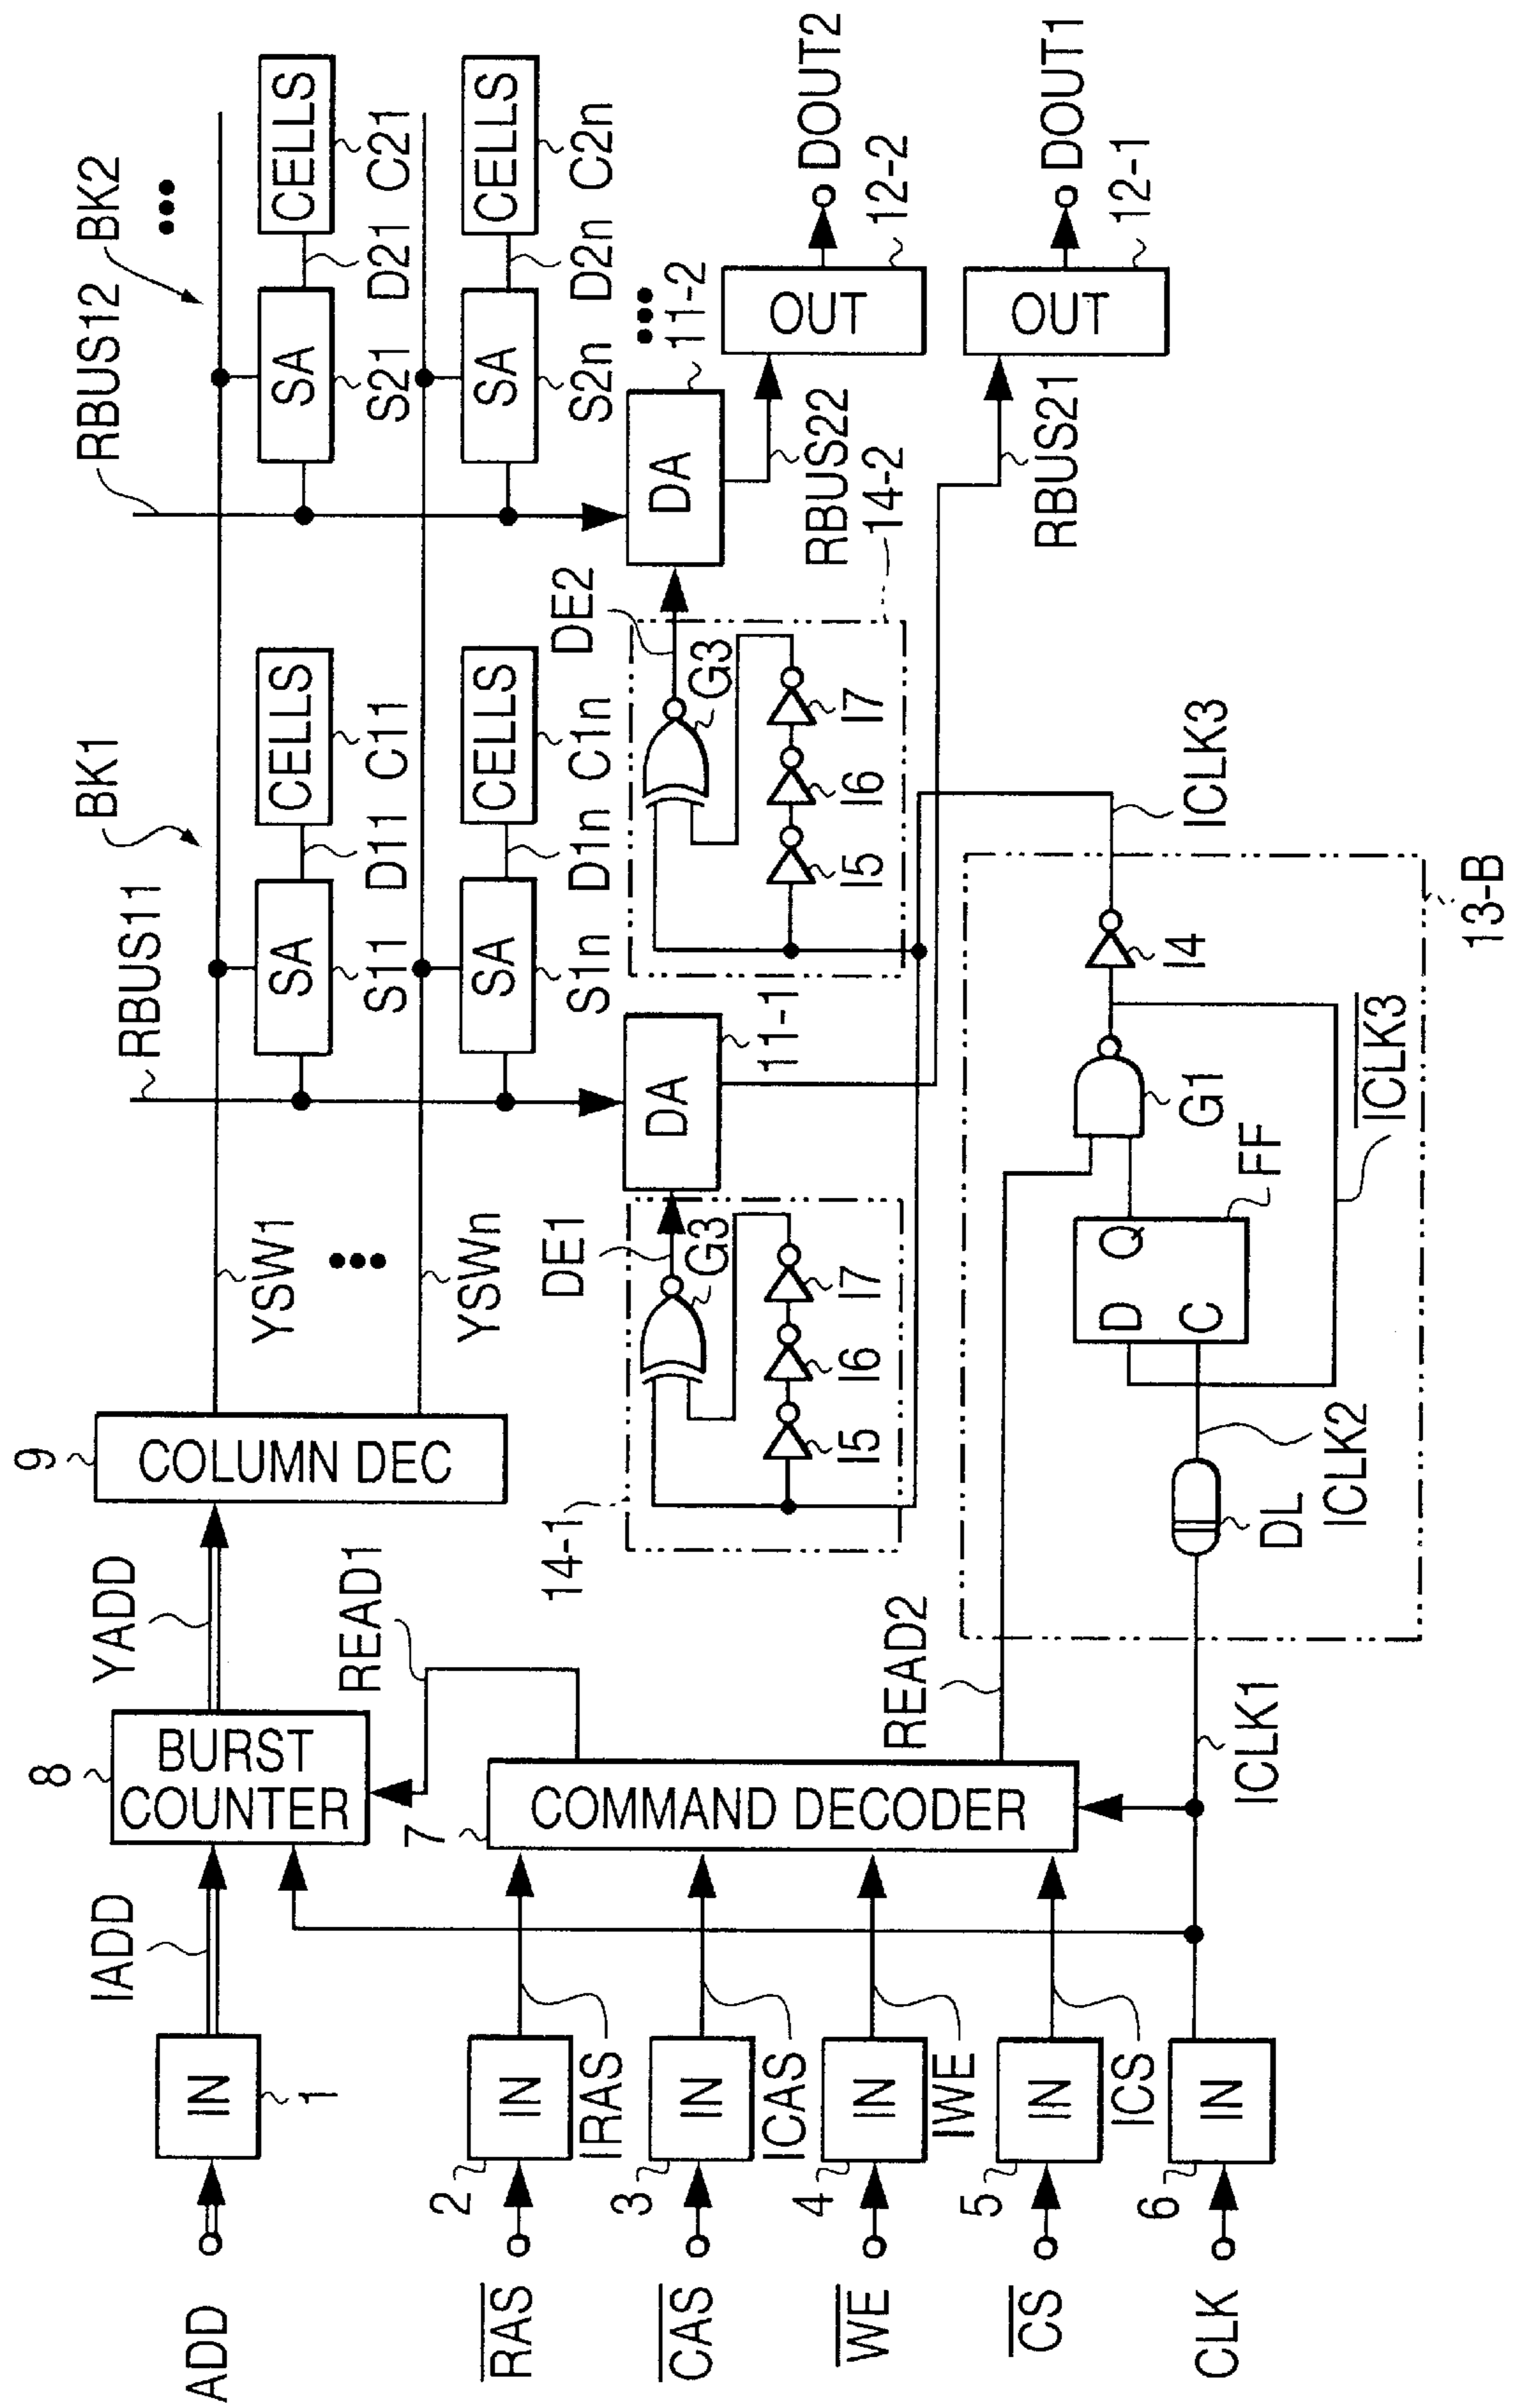 ADD
IN
1
IADD
8
BURST
COUNTER
YADD
9
COLUMN DEC
YSW1
YSWn
RBUS11
BK1
RBUS12
BK2
SA
S11
D11
CELLS
C11
SA
S21
D21
CELLS
C21
SA
S1n
D1n
CELLS
C1n
SA
S2n
D2n
CELLS
C2n
RAS
2
IN
IRAS
CAS
3
IN
ICAS
WE
4
IN
IWE
CS
5
IN
ICS
CLK
6
IN
7
COMMAND DECODER
READ1
READ2
ICLK1
14-1
DE1
G3
I5
I6
I7
DA
11-1
DE2
G3
I5
I6
I7
14-2
DA
11-2
RBUS22
OUT
12-2
DOUT2
RBUS21
OUT
12-1
DOUT1
DL
ICLK2
D
C
Q
FF
G1
ICLK3
I4
ICLK3
13-B